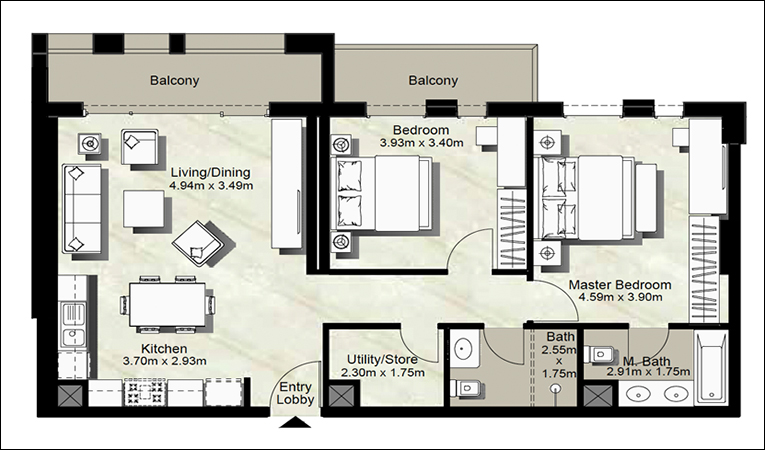 Balcony
Balcony
Living/Dining
4.94m x 3.49m
Bedroom
3.93m x 3.40m
Master Bedroom
4.59m x 3.90m
Kitchen
3.70m x 2.93m
Entry
Lobby
Utility/Store
2.30m x 1.75m
Bath
2.55m
x
1.75m
M. Bath
2.91m x 1.75m